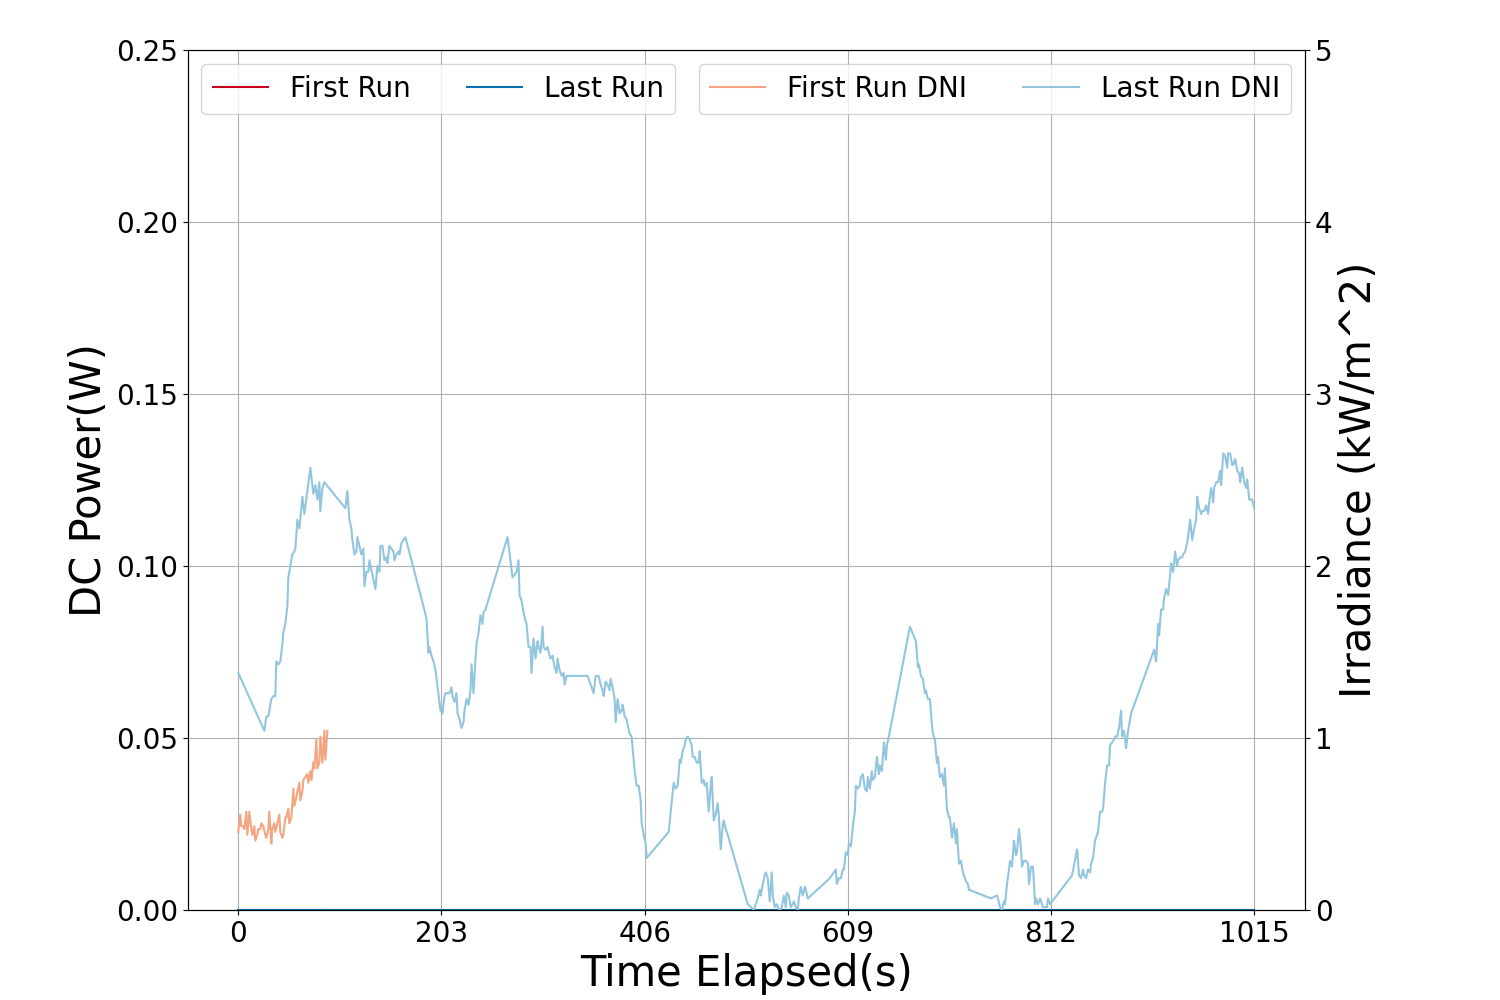 First Run
Last Run
First Run DNI
Last Run DNI
0.25
0.20
0.15
0.10
0.05
0.00
DC Power(W)
5
4
3
2
1
0
Irradiance (kW/m^2)
0
203
406
609
812
1015
Time Elapsed(s)